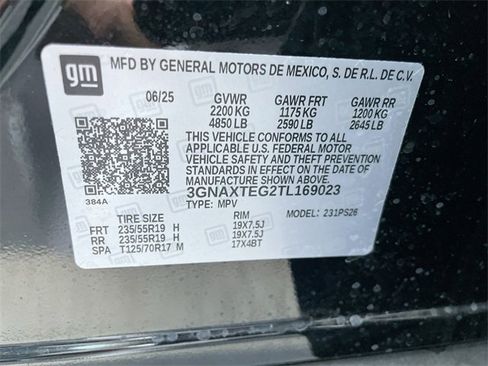 gm
MFD BY GENERAL MOTORS DE MEXICO, S. DE R.L. DE C.V.
06/25 GVWR GAWR FRT GAWR RR
2200 KG 1175 KG 1200 KG
4850 LB 2590 LB 2645 LB
THIS VEHICLE CONFORMS TO ALL
APPLICABLE U.S. FEDERAL MOTOR
VEHICLE SAFETY AND THEFT PREVENTION
STANDARDS IN EFFECT ON THE DATE OF
MANUFACTURE SHOWN ABOVE.
3GNAXTEG2TL169023
384A
TYPE: MPV MODEL: 231PS26
TIRE SIZE RIM
FRT 235/55R19 H 19X7.5J
RR 235/55R19 H 19X7.5J
SPA T125/70R17 M 17X4BT